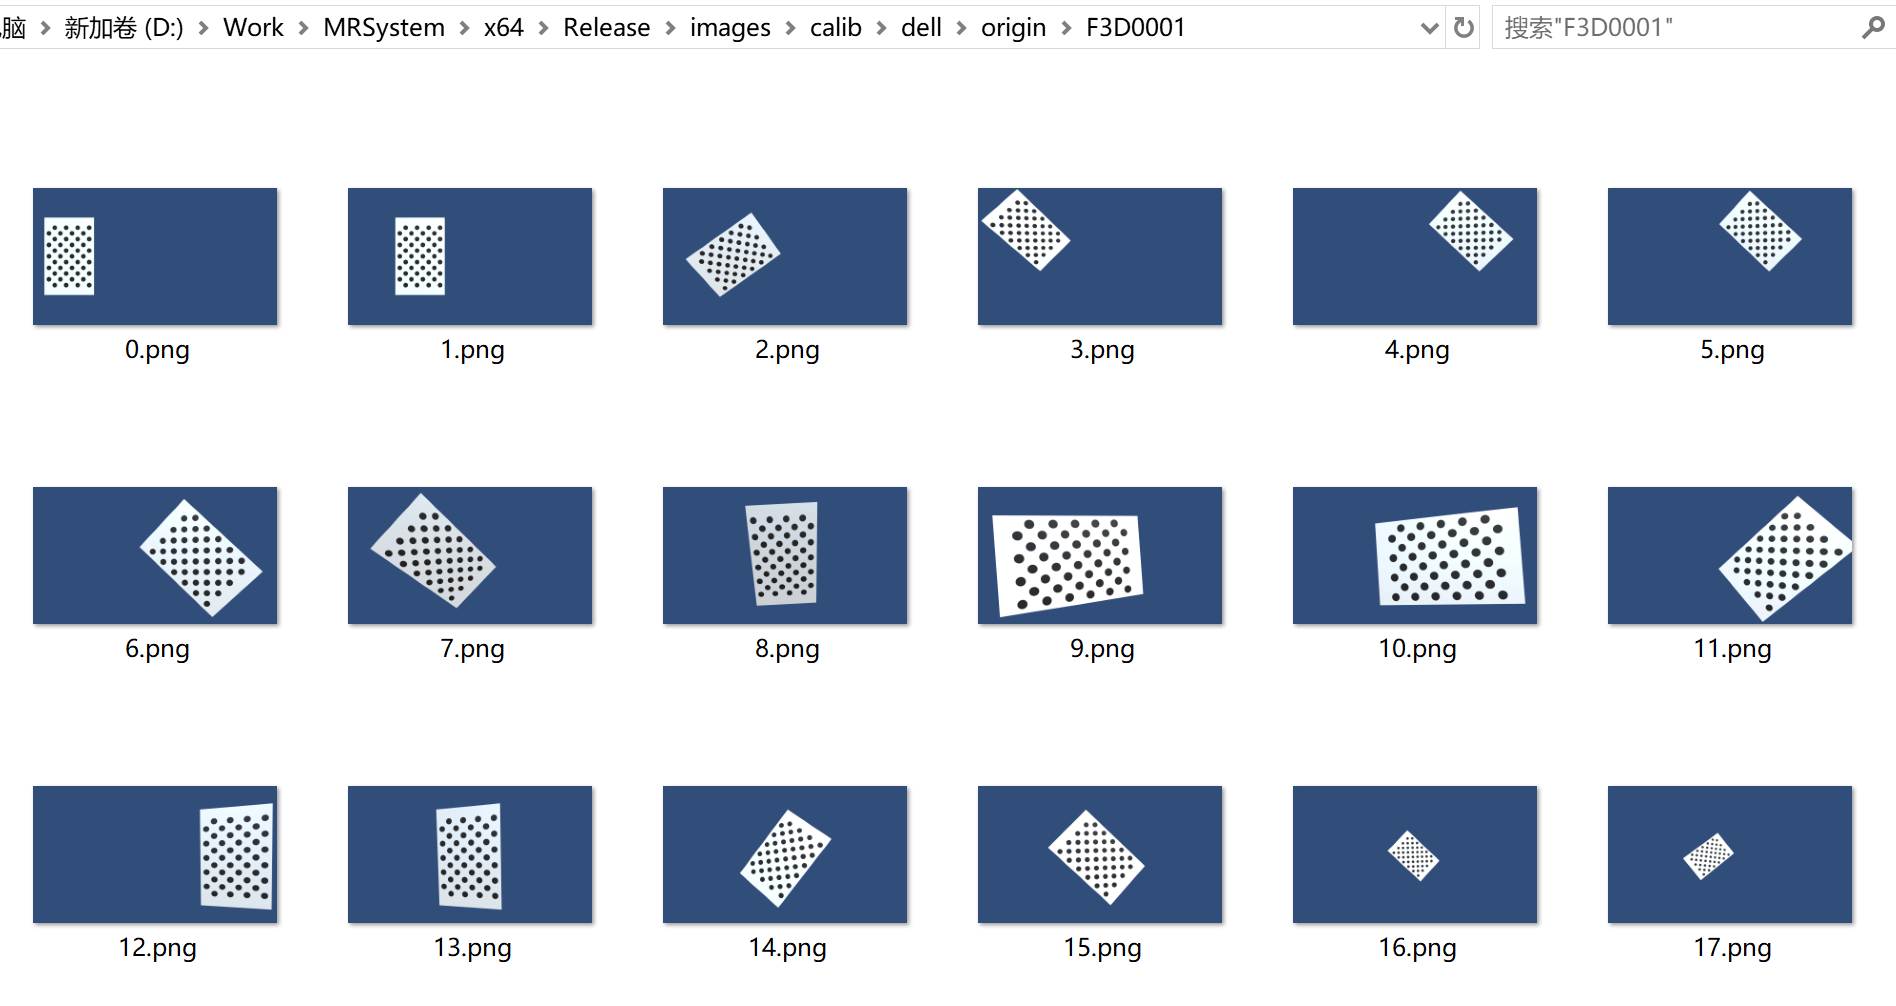 脑 > 新加卷 (D:) > Work > MRSystem > x64 > Release > images > calib > dell > origin > F3D0001
搜索"F3D0001"
0.png 1.png 2.png 3.png 4.png 5.png
6.png 7.png 8.png 9.png 10.png 11.png
12.png 13.png 14.png 15.png 16.png 17.png